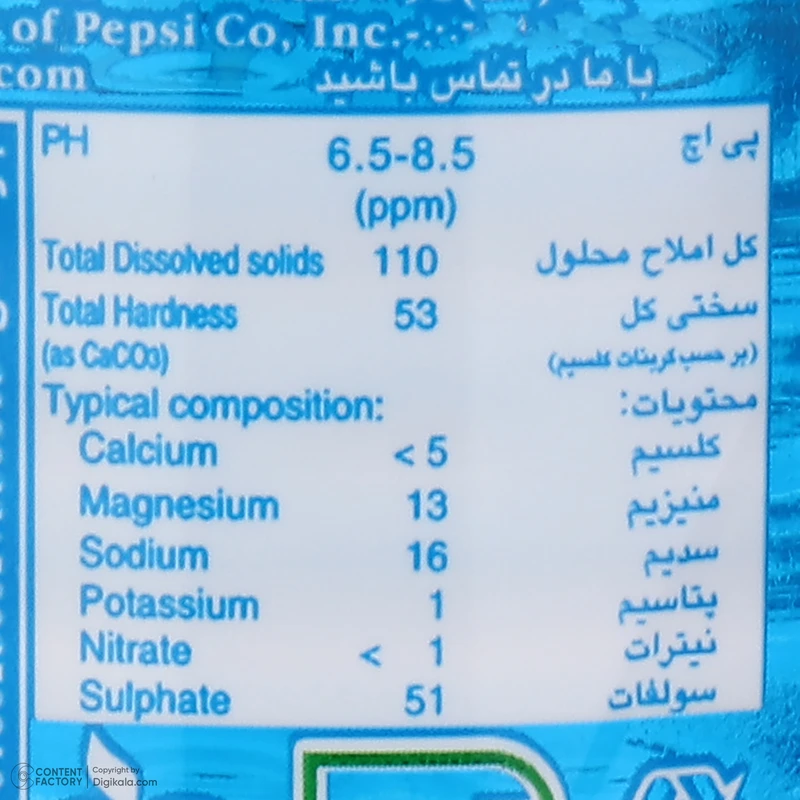 of Pepsi Co, Inc.
com
با ما در تماس باشید
PH 6.5-8.5 پی اچ
(ppm)
Total Dissolved solids 110 کل املاح محلول
Total Hardness 53 سختی کل
(as CaCO3) (بر حسب کربنات کلسیم)
Typical composition: محتویات:
Calcium < 5 کلسیم
Magnesium 13 منیزیم
Sodium 16 سدیم
Potassium 1 پتاسیم
Nitrate < 1 نیترات
Sulphate 51 سولفات
CONTENT FACTORY
Copyright by
Digikala.com